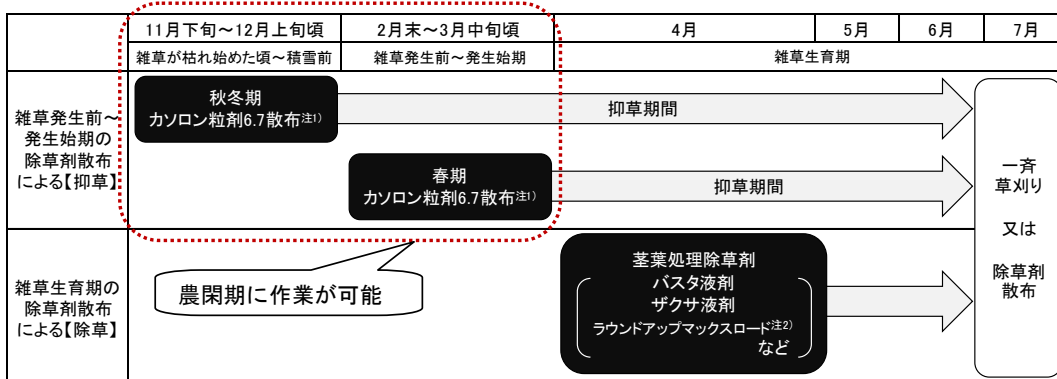 11月下旬～12月上旬頃
2月末～3月中旬頃
4月
5月
6月
7月
雑草が枯れ始めた頃～積雪前
雑草発生前～発生始期
雑草生育期
雑草発生前～
発生始期の
除草剤散布
による【抑草】
秋冬期
カソロン粒剤6.7散布注1)
抑草期間
春期
カソロン粒剤6.7散布注1)
抑草期間
一斉
草刈り
又は
除草剤
散布
雑草生育期の
除草剤散布
による【除草】
農閑期に作業が可能
茎葉処理除草剤
バスタ液剤
ザクサ液剤
ラウンドアップマックスロード注2)
など